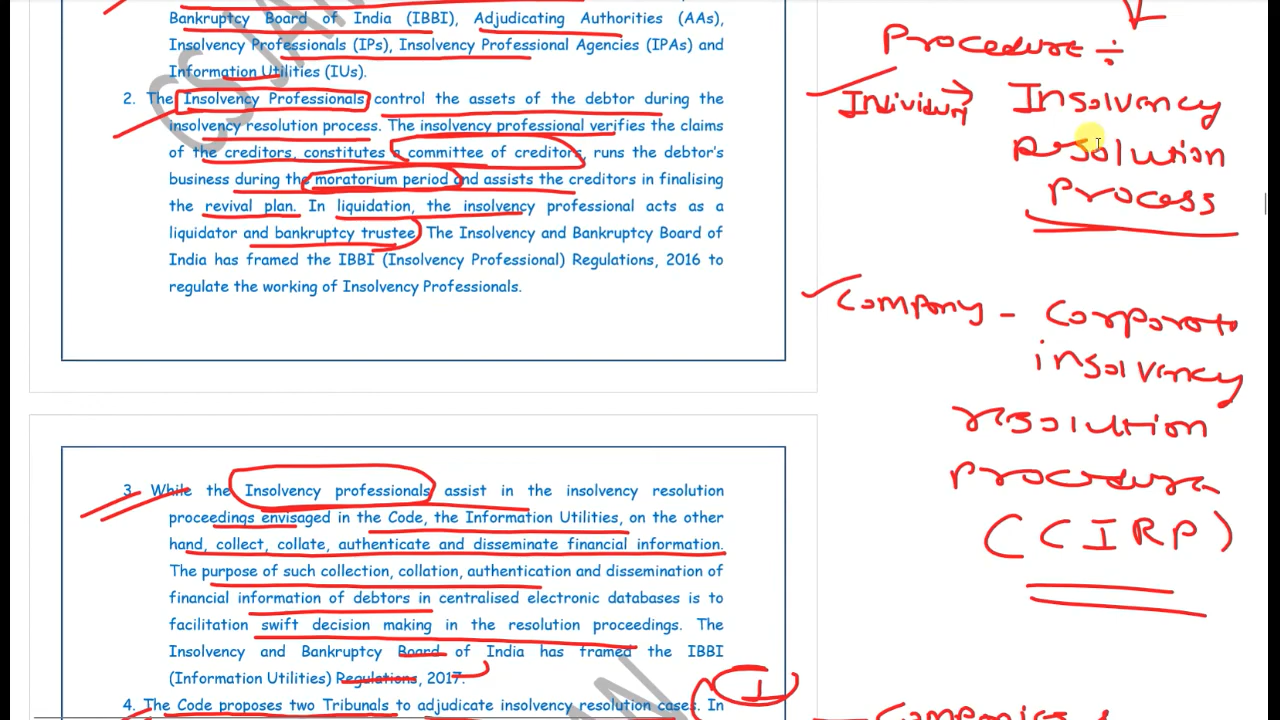 Bankruptcy Board of India (IBBI), Adjudicating Authorities (AAs),
Insolvency Professionals (IPs), Insolvency Professional Agencies (IPAs) and
Information Utilities (IUs).
2. The Insolvency Professionals control the assets of the debtor during the
insolvency resolution process. The insolvency professional verifies the claims
of the creditors, constitutes a committee of creditors, runs the debtor's
business during the moratorium period and assists the creditors in finalising
the revival plan. In liquidation, the insolvency professional acts as a
liquidator and bankruptcy trustee. The Insolvency and Bankruptcy Board of
India has framed the IBBI (Insolvency Professional) Regulations, 2016 to
regulate the working of Insolvency Professionals.
3. While the Insolvency professionals assist in the insolvency resolution
proceedings envisaged in the Code, the Information Utilities, on the other
hand, collect, collate, authenticate and disseminate financial information.
The purpose of such collection, collation, authentication and dissemination of
financial information of debtors in centralised electronic databases is to
facilitation swift decision making in the resolution proceedings. The
Insolvency and Bankruptcy Board of India has framed the IBBI
(Information Utilities) Regulations, 2017.
4. The Code proposes two Tribunals to adjudicate insolvency resolution cases. In
Procedure ÷
→ Insolvency
Resolution
Process
Company - Corporate
insolvency
resolution
procedure
(CIRP)
1
Companies &